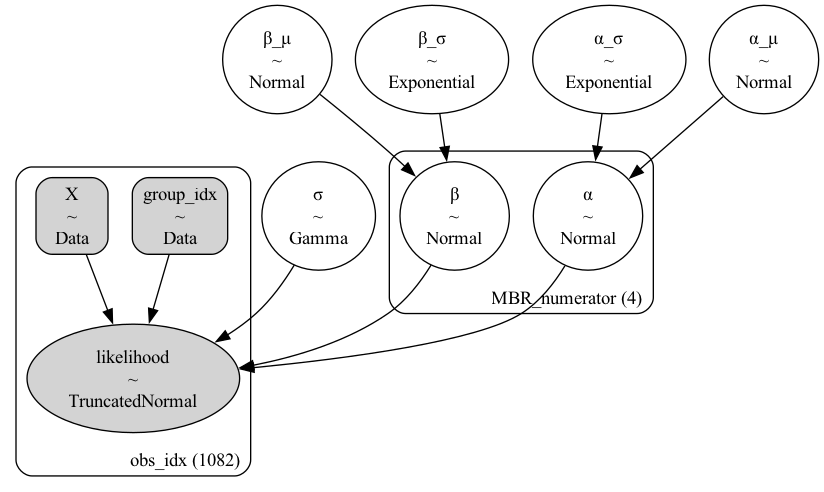 β_μ
~
Normal
β_σ
~
Exponential
α_σ
~
Exponential
α_μ
~
Normal
X
~
Data
group_idx
~
Data
σ
~
Gamma
β
~
Normal
α
~
Normal
MBR_numerator (4)
likelihood
~
TruncatedNormal
obs_idx (1082)